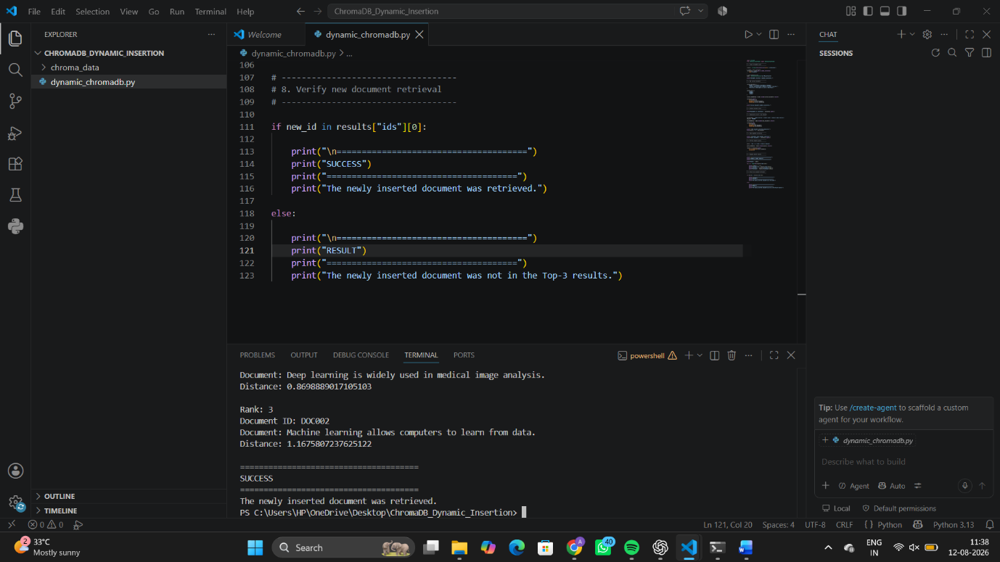 File Edit Selection View Go Run Terminal Help
ChromaDB_Dynamic_Insertion
EXPLORER
CHROMADB_DYNAMIC_INSERTION
chroma_data
dynamic_chromadb.py
OUTLINE
TIMELINE
Welcome
dynamic_chromadb.py
dynamic_chromadb.py > ...
106
107 # -----------------------------------
108 # 8. Verify new document retrieval
109 # -----------------------------------
110
111 if new_id in results["ids"][0]:
112
113 print("\n======================================")
114 print("SUCCESS")
115 print("======================================")
116 print("The newly inserted document was retrieved.")
117
118 else:
119
120 print("\n======================================")
121 print("RESULT")
122 print("======================================")
123 print("The newly inserted document was not in the Top-3 results.")
PROBLEMS OUTPUT DEBUG CONSOLE TERMINAL PORTS
powershell
Document: Deep learning is widely used in medical image analysis.
Distance: 0.8698889017105103
Rank: 3
Document ID: DOC002
Document: Machine learning allows computers to learn from data.
Distance: 1.1675807237625122
======================================
SUCCESS
======================================
The newly inserted document was retrieved.
PS C:\Users\HP\OneDrive\Desktop\ChromaDB_Dynamic_Insertion>
CHAT
SESSIONS
Tip: Use /create-agent to scaffold a custom
agent for your workflow.
dynamic_chromadb.py
Describe what to build
Agent Auto
Local Default permissions
0 0
Ln 121, Col 20 Spaces: 4 UTF-8 CRLF { } Python Python 3.13
2
33°C
Mostly sunny
Search
A
40
ENG
IN
11:38
12-08-2026